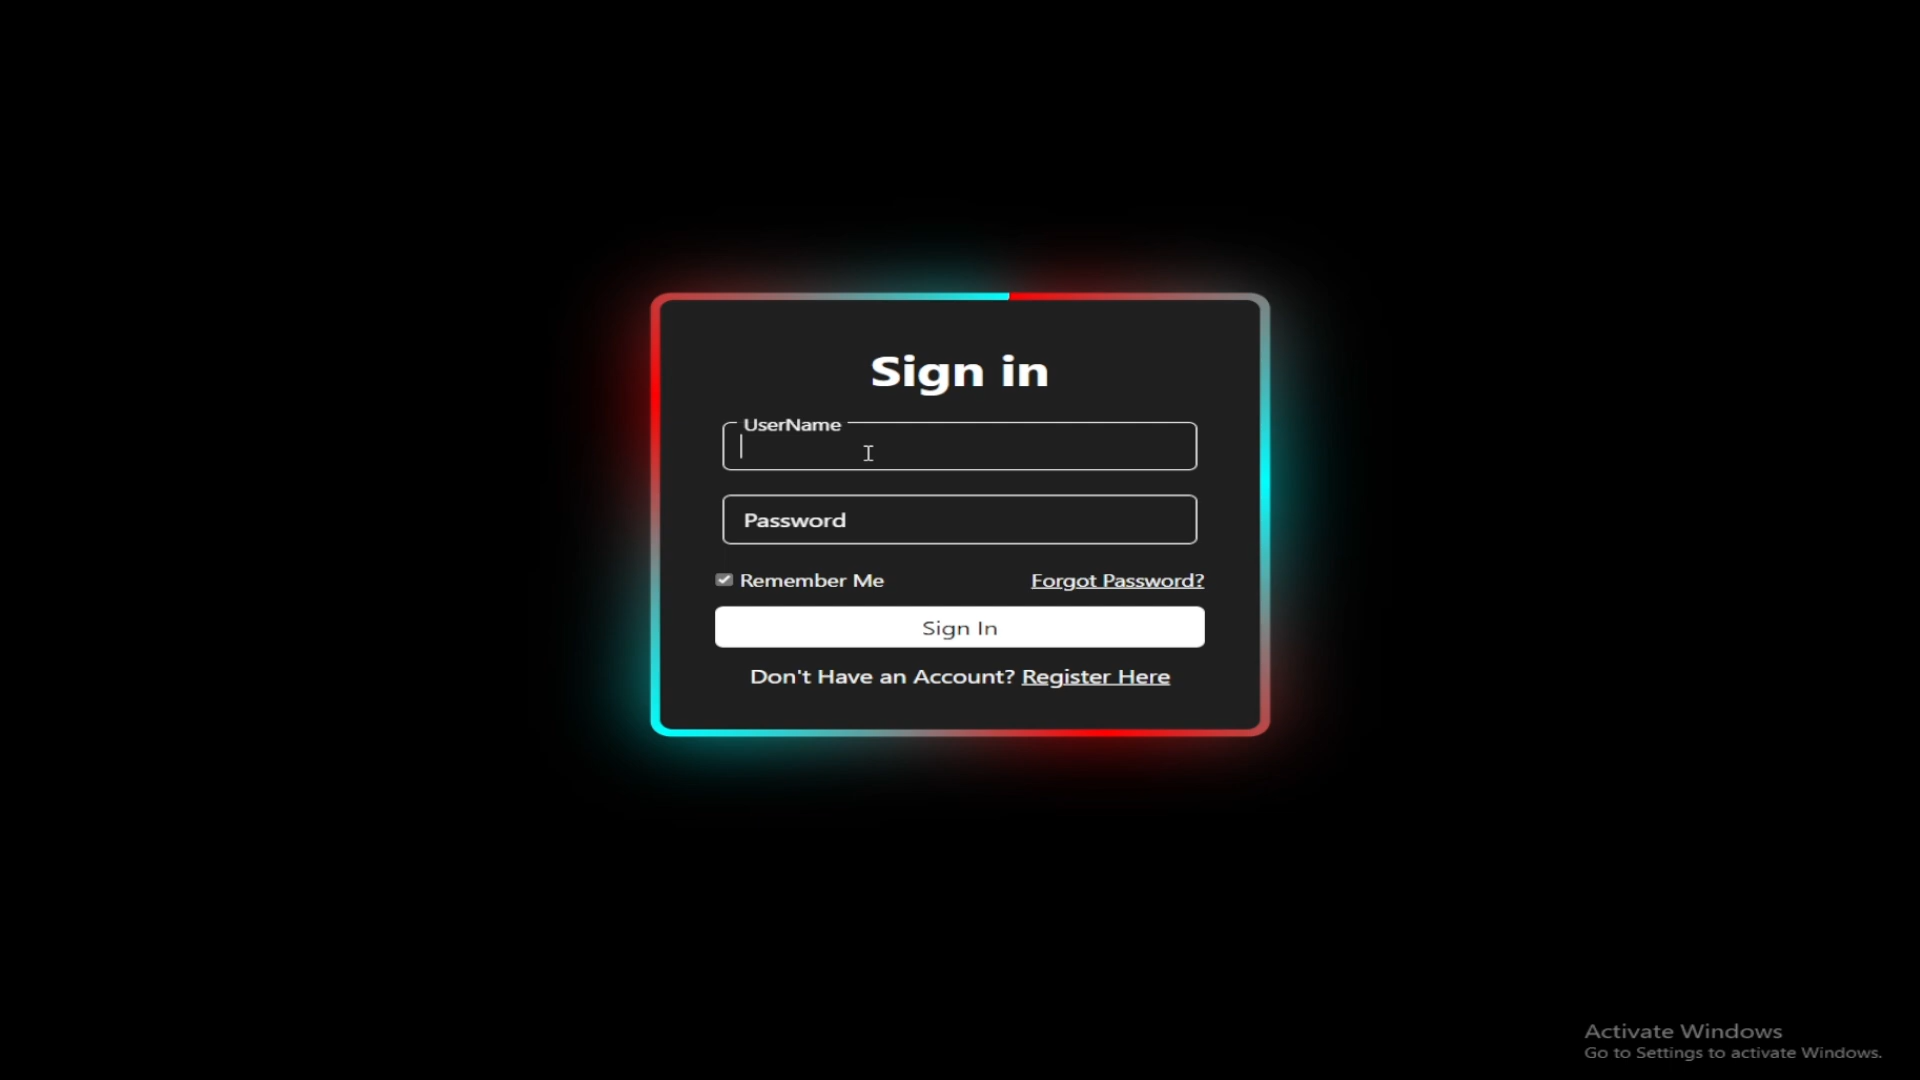 Sign in
UserName
Password
Remember Me Forgot Password?
Sign In
Don't Have an Account? Register Here
Activate Windows
Go to Settings to activate Windows.